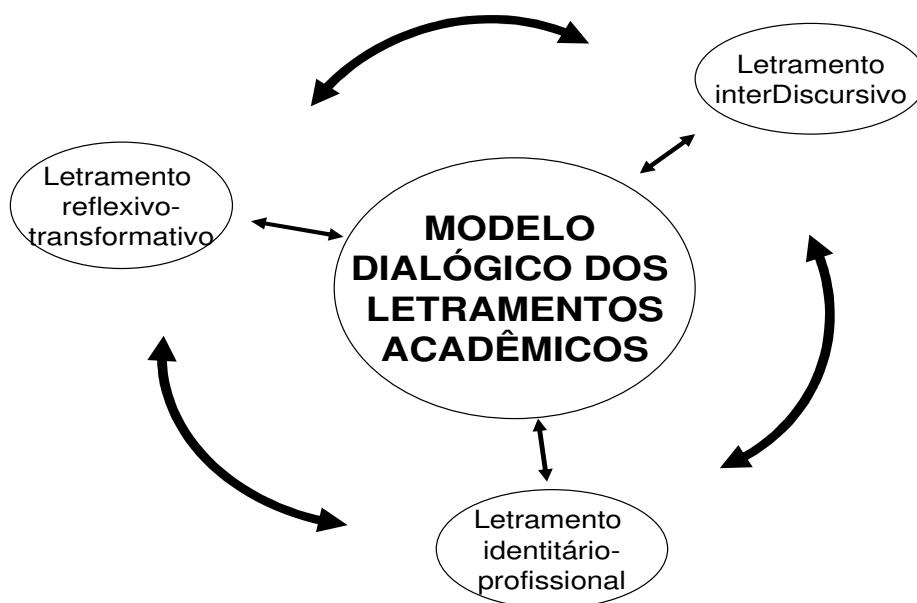 Letramento
interDiscursivo
Letramento
reflexivo-
transformativo
MODELO
DIALÓGICO DOS
LETRAMENTOS
ACADÊMICOS
Letramento
identitário-
profissional